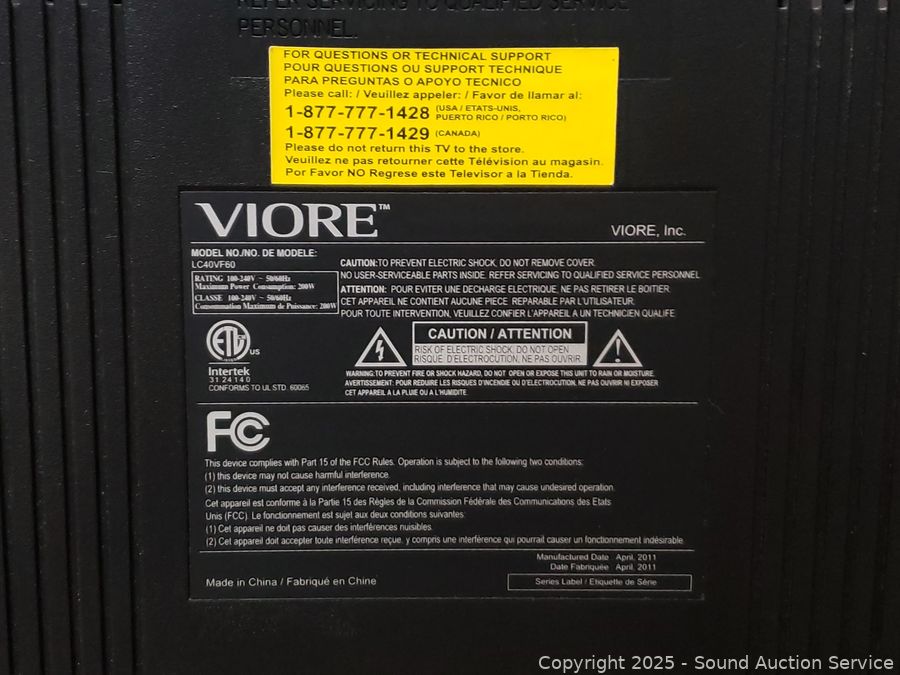 REFER SERVICING TO QUALIFIED SERVICE
PERSONNEL.
FOR QUESTIONS OR TECHNICAL SUPPORT
POUR QUESTIONS OU SUPPORT TECHNIQUE
PARA PREGUNTAS O APOYO TECNICO
Please call: / Veuillez appeler: / Favor de llamar al:
1-877-777-1428 (USA / ETATS-UNIS,
PUERTO RICO / PORTO RICO)
1-877-777-1429 (CANADA)
Please do not return this TV to the store.
Veuillez ne pas retourner cette Télévision au magasin.
Por Favor NO Regrese este Televisor a la Tienda.
VIORE™
VIORE, Inc.
MODEL NO./NO. DE MODELE:
LC40VF60
RATING 100-240V ~ 50/60Hz
Maximum Power Consumption: 200W
CLASSE 100-240V ~ 50/60Hz
Consommation Maximum de Puissance: 200W
CAUTION: TO PREVENT ELECTRIC SHOCK, DO NOT REMOVE COVER.
NO USER-SERVICEABLE PARTS INSIDE. REFER SERVICING TO QUALIFIED SERVICE PERSONNEL
ATTENTION: POUR EVITER UNE DECHARGE ELECTRIQUE, NE PAS RETIRER LE BOITIER.
CET APPAREIL NE CONTIENT AUCUNE PIECE REPARABLE PAR L'UTILISATEUR.
POUR TOUTE INTERVENTION, VEUILLEZ CONFIER L'APPAREIL A UN TECHNICIEN QUALIFE
ETL US
Intertek
3124140
CONFORMS TO UL STD. 60065
CAUTION / ATTENTION
RISK OF ELECTRIC SHOCK, DO NOT OPEN
RISQUE D'ELECTROCUTION, NE PAS OUVRIR
WARNING:TO PREVENT FIRE OR SHOCK HAZARD, DO NOT OPEN OR EXPOSE THIS UNIT TO RAIN OR MOISTURE.
AVERTISSEMENT: POUR REDUIRE LES RISQUES D'INCENDIE OU D'ELECTROCUTION, NE PAS OUVRIR NI EXPOSER
CET APPAREIL A LA PLUIE OU A L'HUMIDITE
FC
This device complies with Part 15 of the FCC Rules. Operation is subject to the following two conditions:
(1) this device may not cause harmful interference.
(2) this device must accept any interference received, including interference that may cause undesired operation.
Cet appareil est conforme à la Partie 15 des Règles de la Commission Fédérale des Communications des Etats
Unis (FCC). Le fonctionnement est sujet aux deux conditions suivantes:
(1) Cet appareil ne doit pas causer des interférences nuisibles.
(2) Cet appareil doit accepter toute interférence reçue, y compris une interférence qui pourrait causer un fonctionnement indésirable.
Manufactured Date April, 2011
Date Fabriquée April, 2011
Made in China / Fabriqué en Chine
Series Label / Etiquette de Série
Copyright 2025 - Sound Auction Service